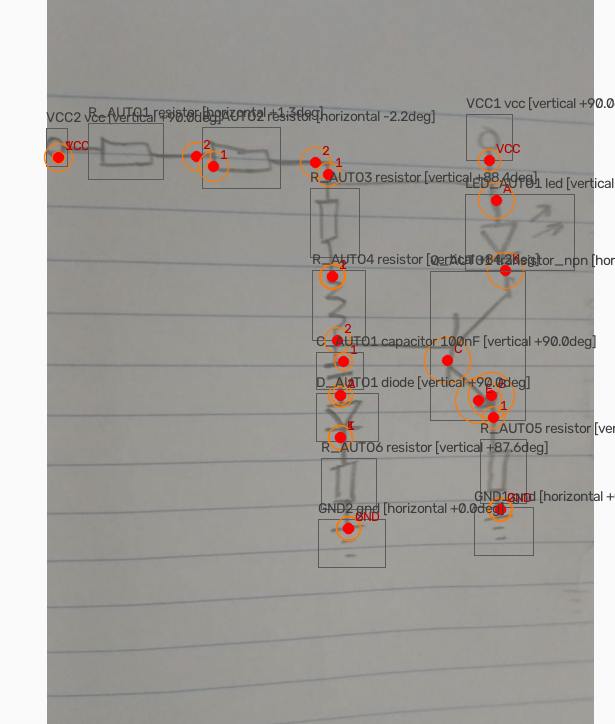 VCC1 vcc [vertical +90.0
R_AUTO1 resistor [horizontal +1.3deg]
VCC2 vcc [vertical +90.0deg]
resistor [horizontal -2.2deg]
VCC
2
1
2
1
VCC
R_AUTO3 resistor [vertical +88.4deg]
LED_AUTO1 led [vertical
A
R_AUTO4 resistor [vertical
transistor_npn [hor
2
C_AUTO1 capacitor 100nF [vertical +90.0deg]
1
C
D_AUTO1 diode [vertical +90.0deg]
E
1
R_AUTO5 resistor [ver
R_AUTO6 resistor [vertical +87.6deg]
GND1 gnd [horizontal +
GND2 gnd [horizontal +0.0deg]
GND